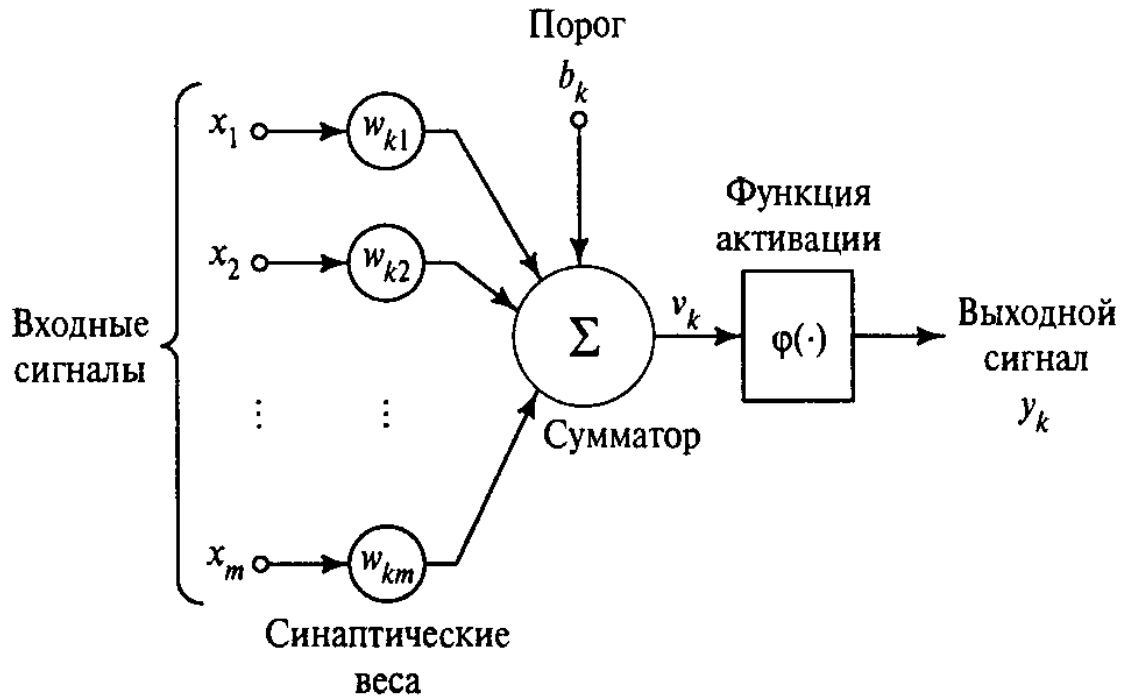 Порог
b_k
x_1
w_k1
Функция
активации
x_2
w_k2
Входные
сигналы
Σ
v_k
φ(·)
Выходной
сигнал
y_k
⋮ ⋮
Сумматор
x_m
w_km
Синаптические
веса